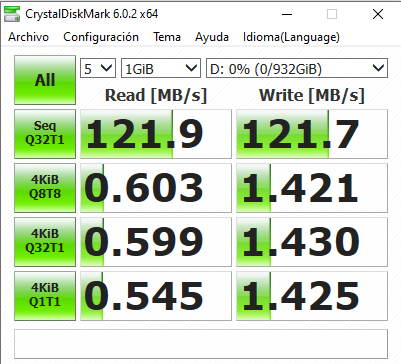 CrystalDiskMark 6.0.2 x64
Archivo Configuración Tema Ayuda Idioma(Language)
All 5 1GiB D: 0% (0/932GiB)
Read [MB/s] Write [MB/s]
Seq
Q32T1 121.9 121.7
4KiB
Q8T8 0.603 1.421
4KiB
Q32T1 0.599 1.430
4KiB
Q1T1 0.545 1.425